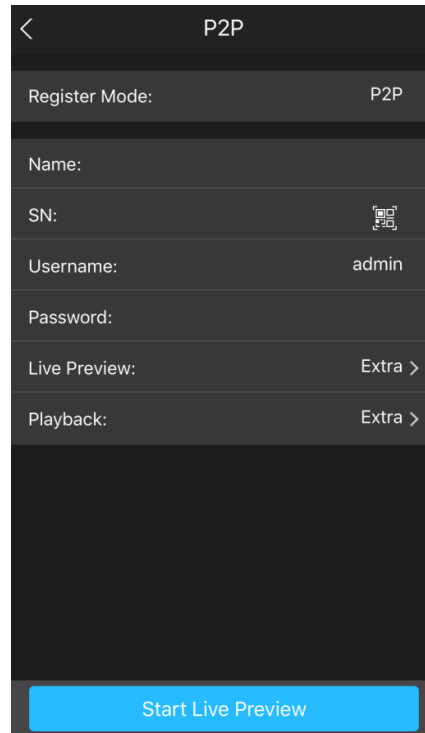 P2P
Register Mode: P2P
Name:
SN:
Username: admin
Password:
Live Preview: Extra
Playback: Extra
Start Live Preview